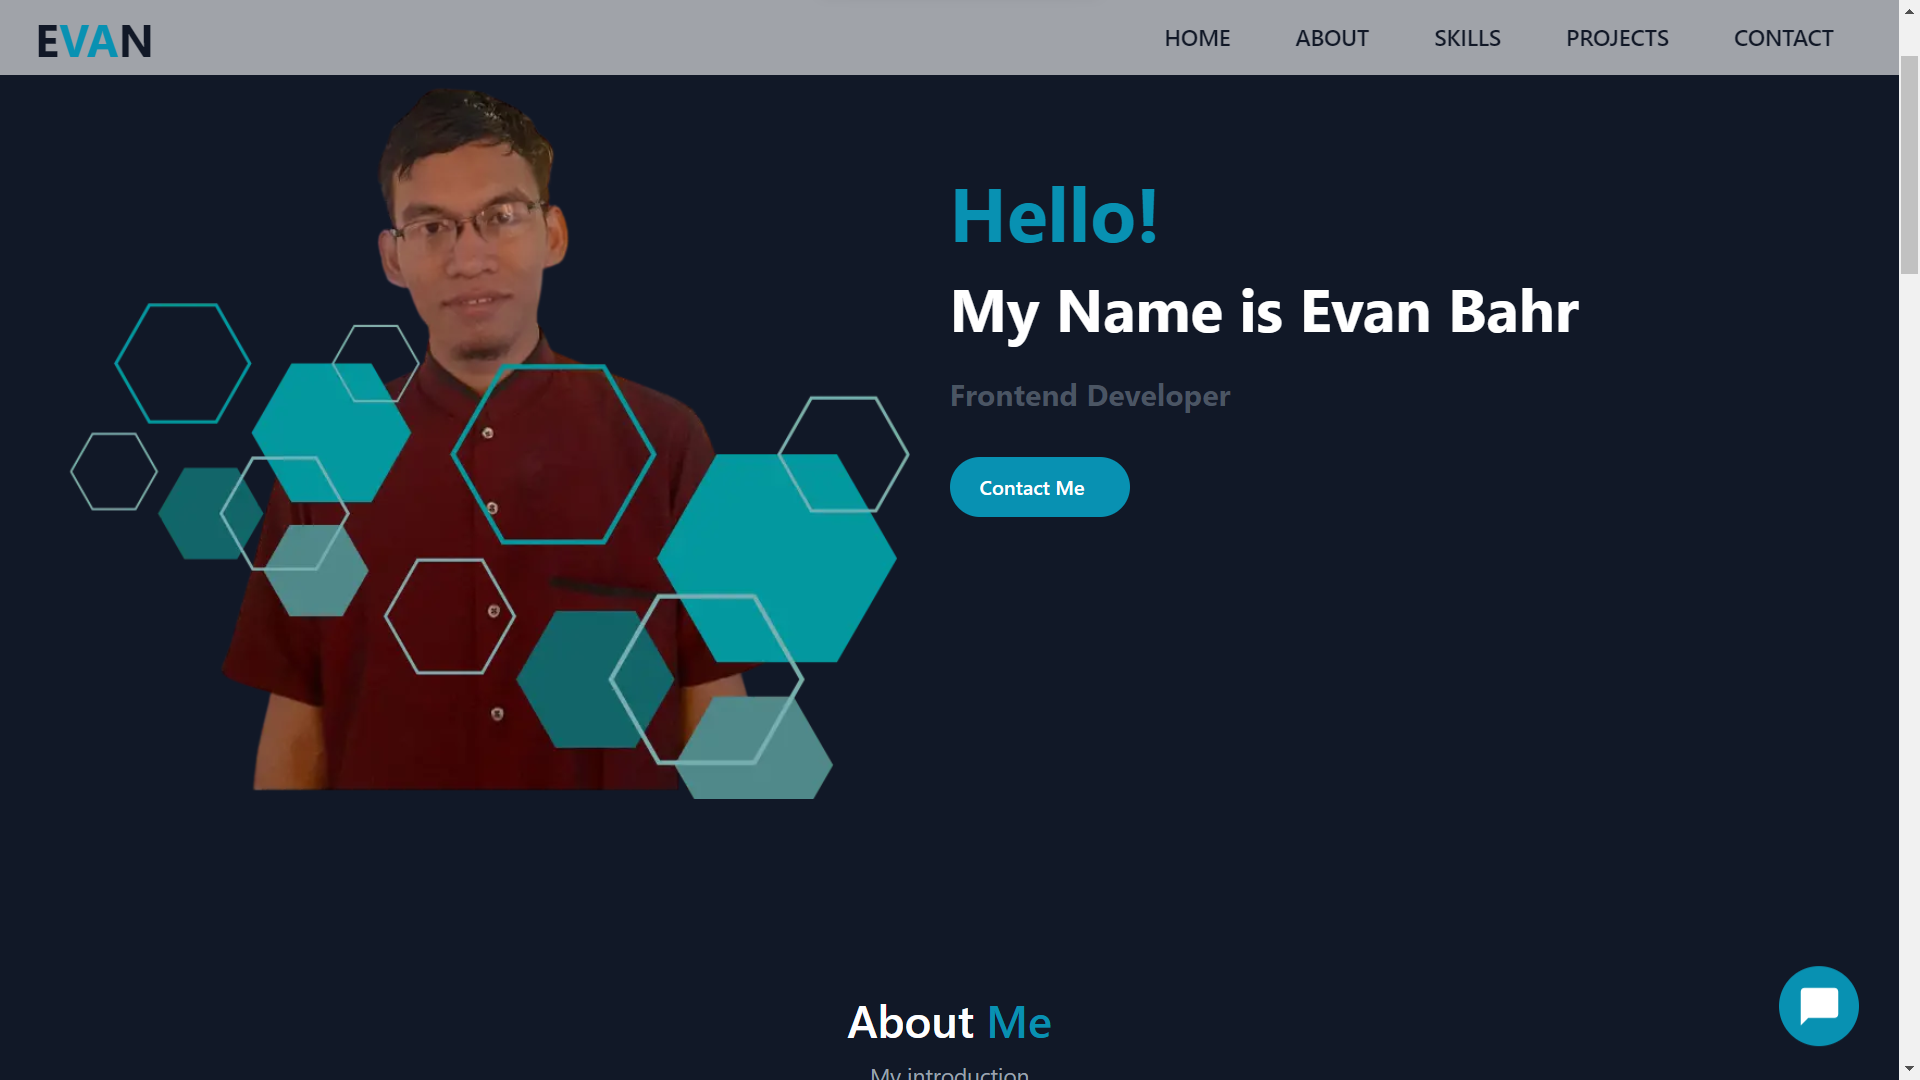 EVAN
HOME ABOUT SKILLS PROJECTS CONTACT
Hello!
My Name is Evan Bahr
Frontend Developer
Contact Me
About Me
My introduction